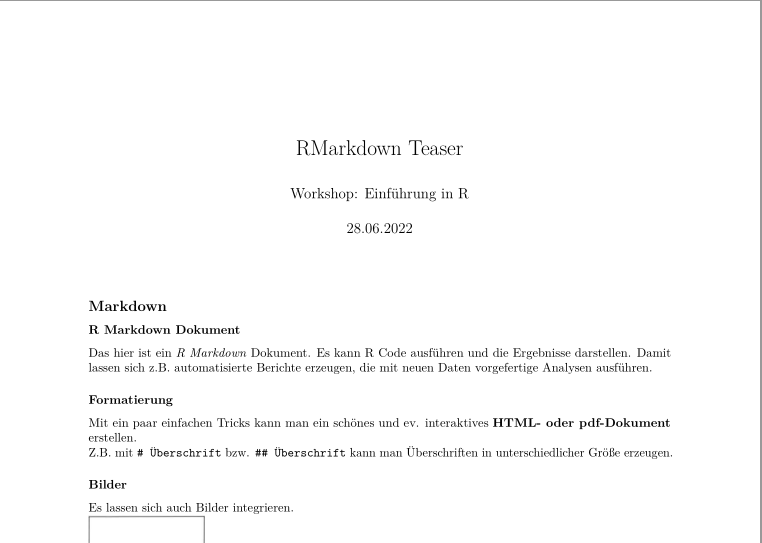 RMarkdown Teaser
Workshop: Einführung in R
28.06.2022
Markdown
R Markdown Dokument
Das hier ist ein R Markdown Dokument. Es kann R Code ausführen und die Ergebnisse darstellen. Damit
lassen sich z.B. automatisierte Berichte erzeugen, die mit neuen Daten vorgefertige Analysen ausführen.
Formatierung
Mit ein paar einfachen Tricks kann man ein schönes und ev. interaktives HTML- oder pdf-Dokument
erstellen.
Z.B. mit # Überschrift bzw. ## Überschrift kann man Überschriften in unterschiedlicher Größe erzeugen.
Bilder
Es lassen sich auch Bilder integrieren.